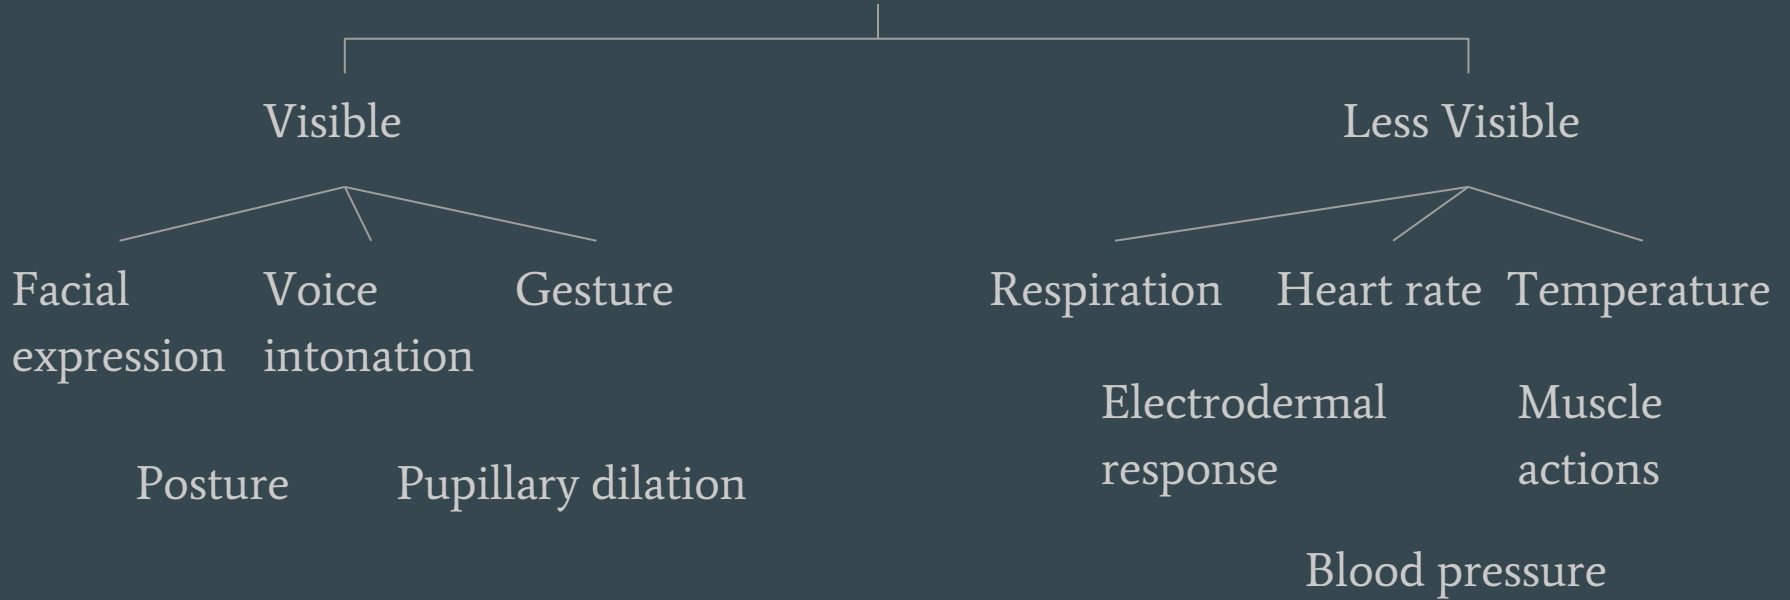 Visible
Less Visible
Facial
expression
Voice
intonation
Gesture
Respiration
Heart rate
Temperature
Electrodermal
response
Muscle
actions
Posture
Pupillary dilation
Blood pressure